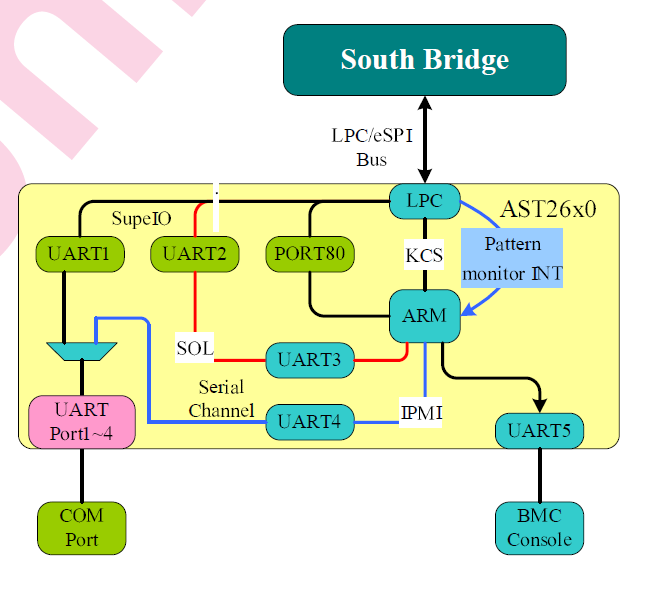 South Bridge
LPC/eSPI
Bus
LPC
AST26x0
SupeIO
UART1
UART2
PORT80
KCS
Pattern
monitor INT
ARM
SOL
UART3
Serial
Channel
UART
Port1~4
UART4
IPMI
UART5
COM
Port
BMC
Console